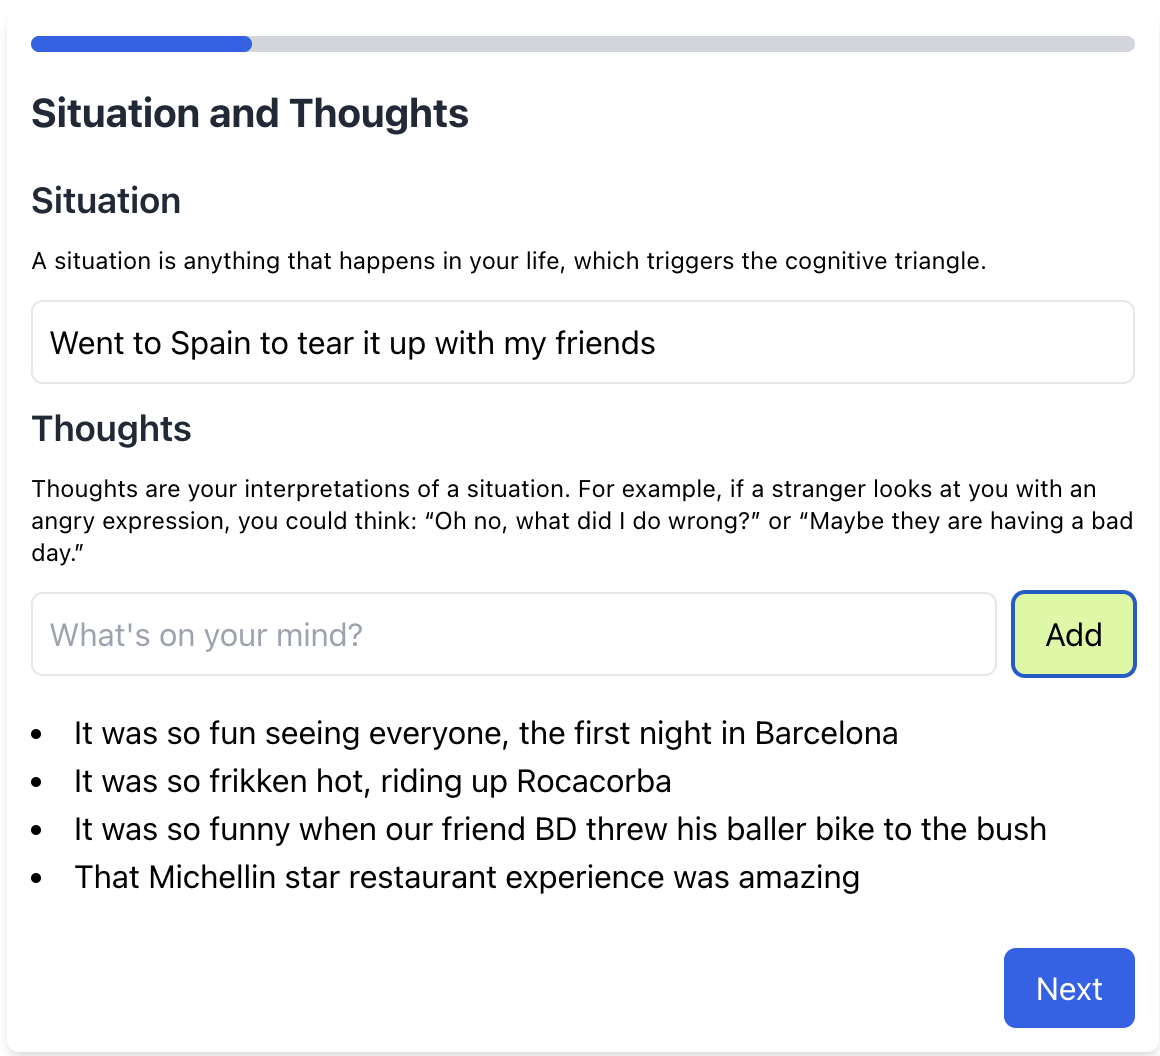 Situation and Thoughts
Situation
A situation is anything that happens in your life, which triggers the cognitive triangle.
Went to Spain to tear it up with my friends
Thoughts
Thoughts are your interpretations of a situation. For example, if a stranger looks at you with an
angry expression, you could think: “Oh no, what did I do wrong?” or “Maybe they are having a bad
day.”
What's on your mind?
Add
• It was so fun seeing everyone, the first night in Barcelona
• It was so frikken hot, riding up Rocacorba
• It was so funny when our friend BD threw his baller bike to the bush
• That Michellin star restaurant experience was amazing
Next